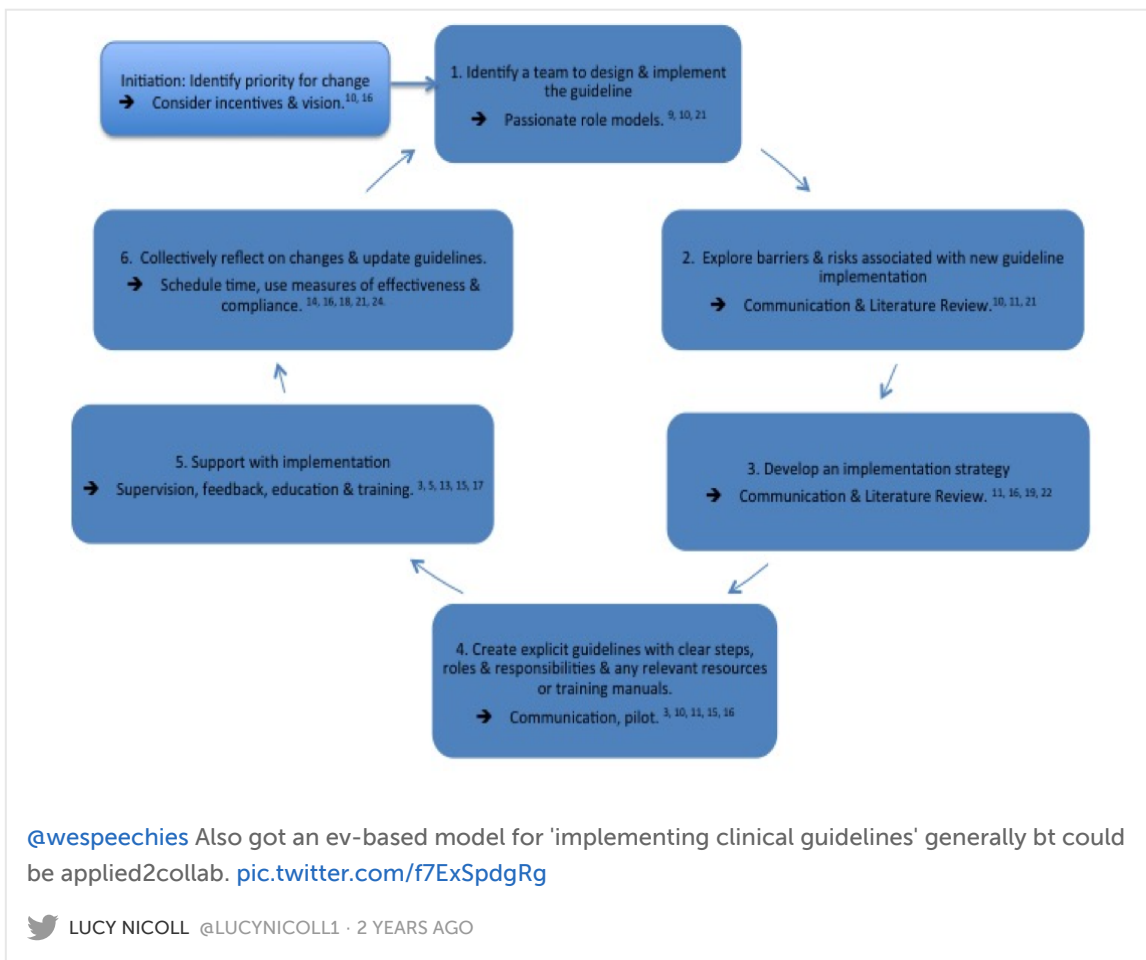 Initiation: Identify priority for change
➔ Consider incentives & vision.10, 16
1. Identify a team to design & implement
the guideline
➔ Passionate role models. 9, 10, 21
2. Explore barriers & risks associated with new guideline
implementation
➔ Communication & Literature Review.10, 11, 21
3. Develop an implementation strategy
➔ Communication & Literature Review. 11, 16, 19, 22
4. Create explicit guidelines with clear steps,
roles & responsibilities & any relevant resources
or training manuals.
➔ Communication, pilot. 3, 10, 11, 15, 16
5. Support with implementation
➔ Supervision, feedback, education & training. 3, 5, 13, 15, 17
6. Collectively reflect on changes & update guidelines.
➔ Schedule time, use measures of effectiveness &
compliance. 14, 16, 18, 21, 24.
@wespeechies Also got an ev-based model for 'implementing clinical guidelines' generally bt could
be applied2collab. pic.twitter.com/f7ExSpdgRg
LUCY NICOLL @LUCYNICOLL1 · 2 YEARS AGO